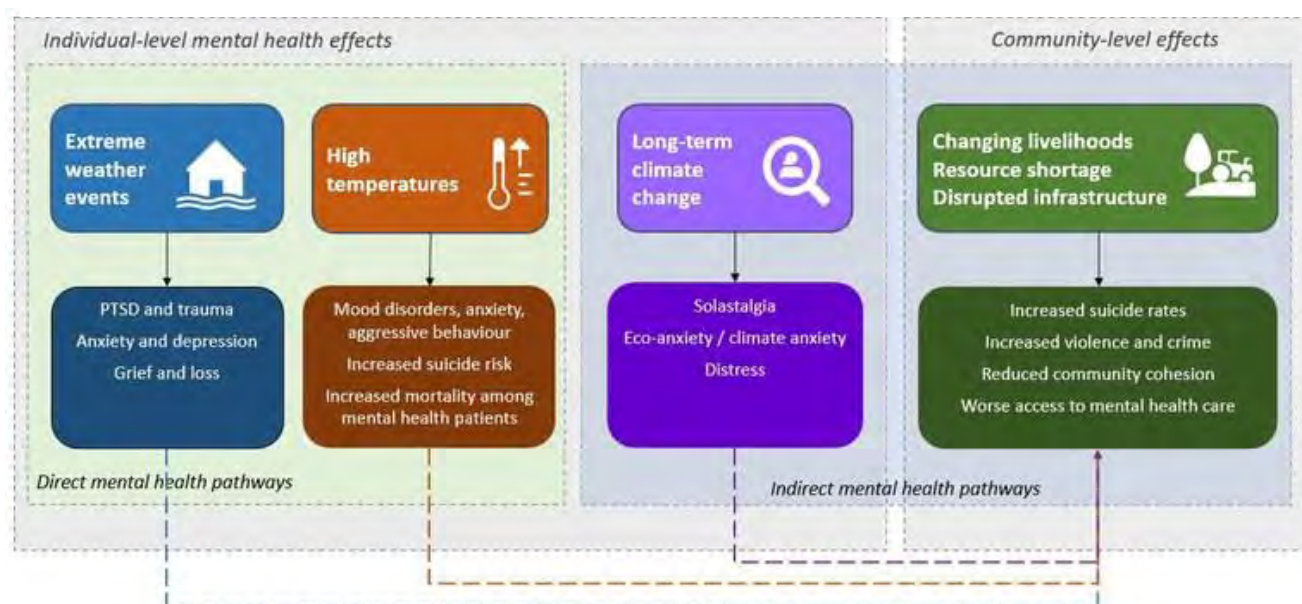 Individual-level mental health effects
Community-level effects
Extreme
weather
events
High
temperatures
Long-term
climate
change
Changing livelihoods
Resource shortage
Disrupted infrastructure
PTSD and trauma
Anxiety and depression
Grief and loss
Mood disorders, anxiety,
aggressive behaviour
Increased suicide risk
Increased mortality among
mental health patients
Solastalgia
Eco-anxiety / climate anxiety
Distress
Increased suicide rates
Increased violence and crime
Reduced community cohesion
Worse access to mental health care
Direct mental health pathways
Indirect mental health pathways